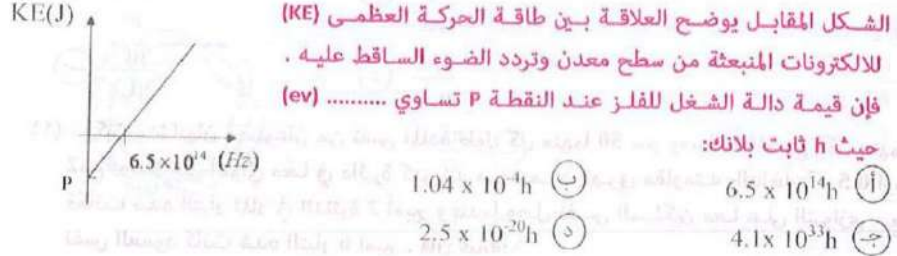 KE(J)
الشكل المقابل يوضح العلاقة بين طاقة الحركة العظمى (KE)
للالكترونات المنبعثة من سطح معدن وتردد الضوء الساقط عليه .
فإن قيمة دالة الشغل للفلز عند النقطة P تساوي .......... (ev)
حيث h ثابت بلانك:
6.5×10¹⁴ (Hz)
P
أ 6.5 x 10¹⁴h
ب 1.04 x 10⁻⁴h
جـ 4.1x 10³³h
د 2.5 x 10⁻²⁰h